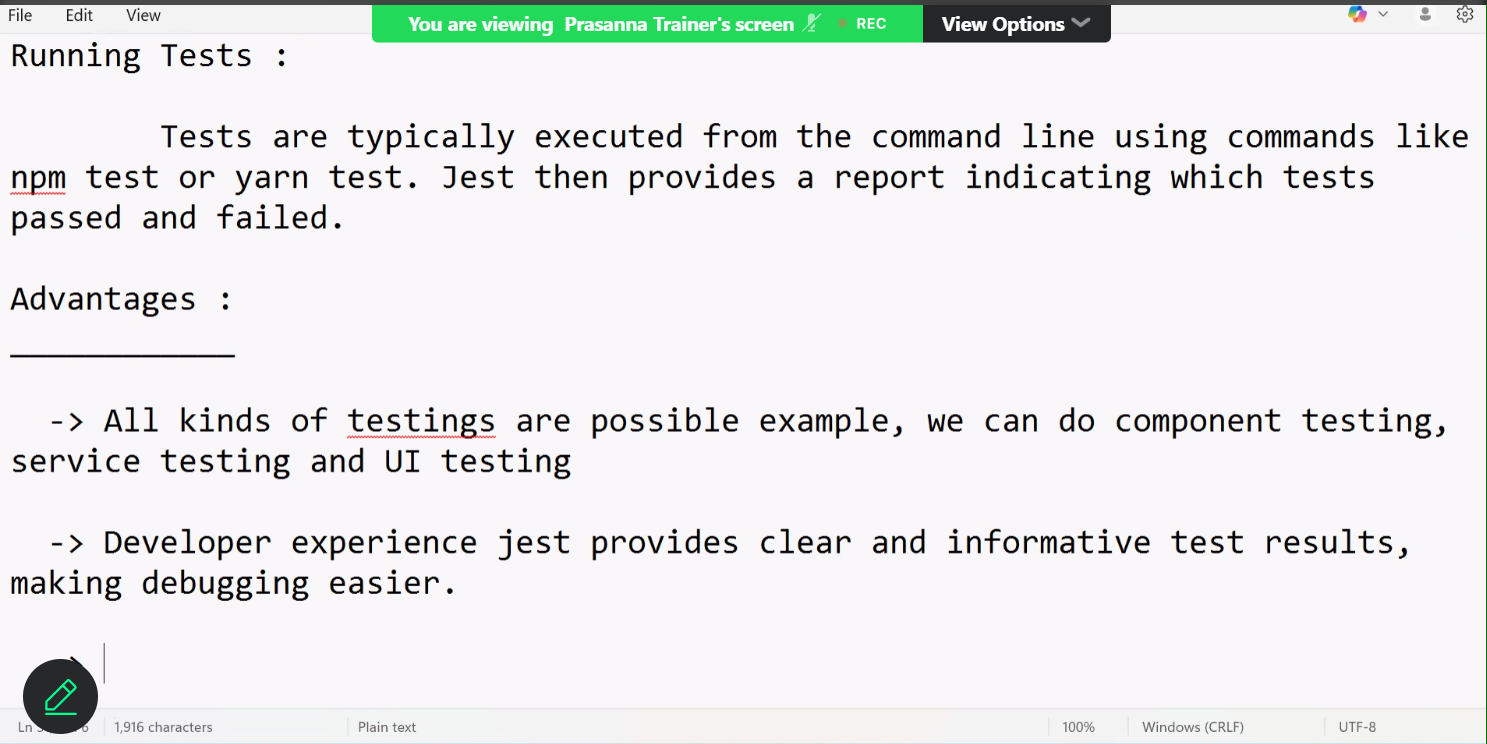 File Edit View
You are viewing Prasanna Trainer's screen REC View Options
Running Tests :
Tests are typically executed from the command line using commands like
npm test or yarn test. Jest then provides a report indicating which tests
passed and failed.
Advantages :
____________
-> All kinds of testings are possible example, we can do component testing,
service testing and UI testing
-> Developer experience jest provides clear and informative test results,
making debugging easier.
Ln 1,916 characters Plain text 100% Windows (CRLF) UTF-8